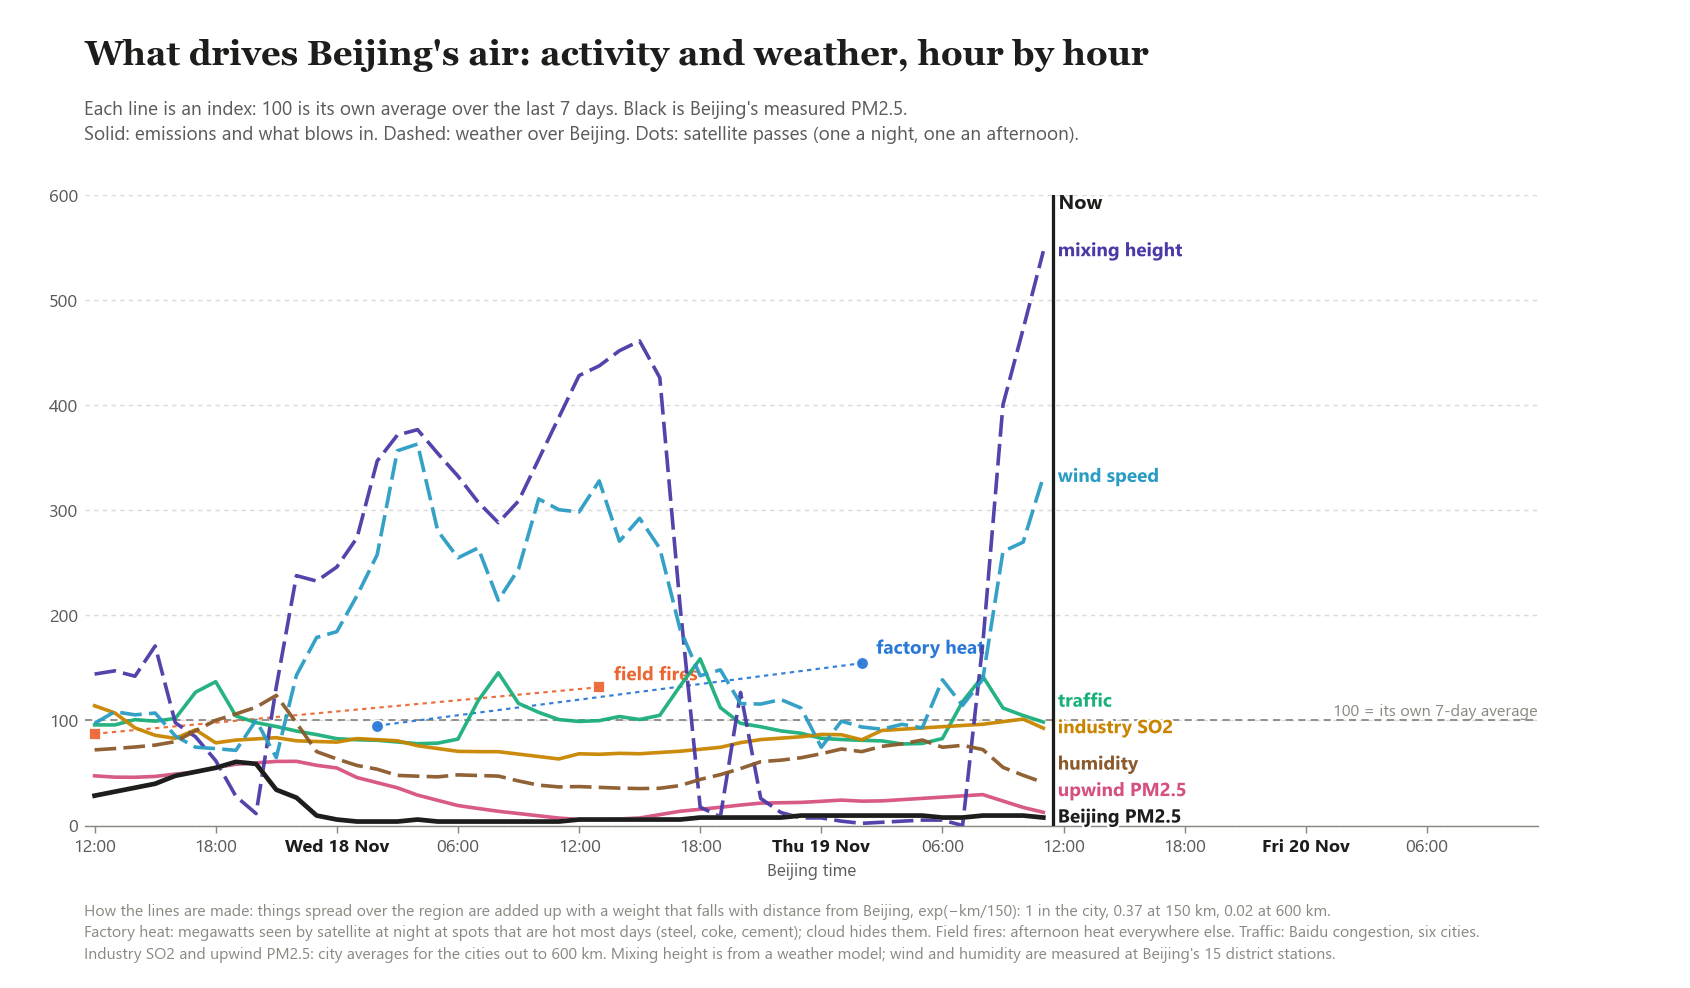 What drives Beijing's air: activity and weather, hour by hour
Each line is an index: 100 is its own average over the last 7 days. Black is Beijing's measured PM2.5.
Solid: emissions and what blows in. Dashed: weather over Beijing. Dots: satellite passes (one a night, one an afternoon).
600
Now
mixing height
500
400
300
wind speed
200
factory heat
field fires
traffic
100 = its own 7-day average
100
industry SO2
humidity
upwind PM2.5
Beijing PM2.5
0
12:00 18:00 Wed 18 Nov 06:00 12:00 18:00 Thu 19 Nov 06:00 12:00 18:00 Fri 20 Nov 06:00
Beijing time
How the lines are made: things spread over the region are added up with a weight that falls with distance from Beijing, exp(−km/150): 1 in the city, 0.37 at 150 km, 0.02 at 600 km.
Factory heat: megawatts seen by satellite at night at spots that are hot most days (steel, coke, cement); cloud hides them. Field fires: afternoon heat everywhere else. Traffic: Baidu congestion, six cities.
Industry SO2 and upwind PM2.5: city averages for the cities out to 600 km. Mixing height is from a weather model; wind and humidity are measured at Beijing's 15 district stations.